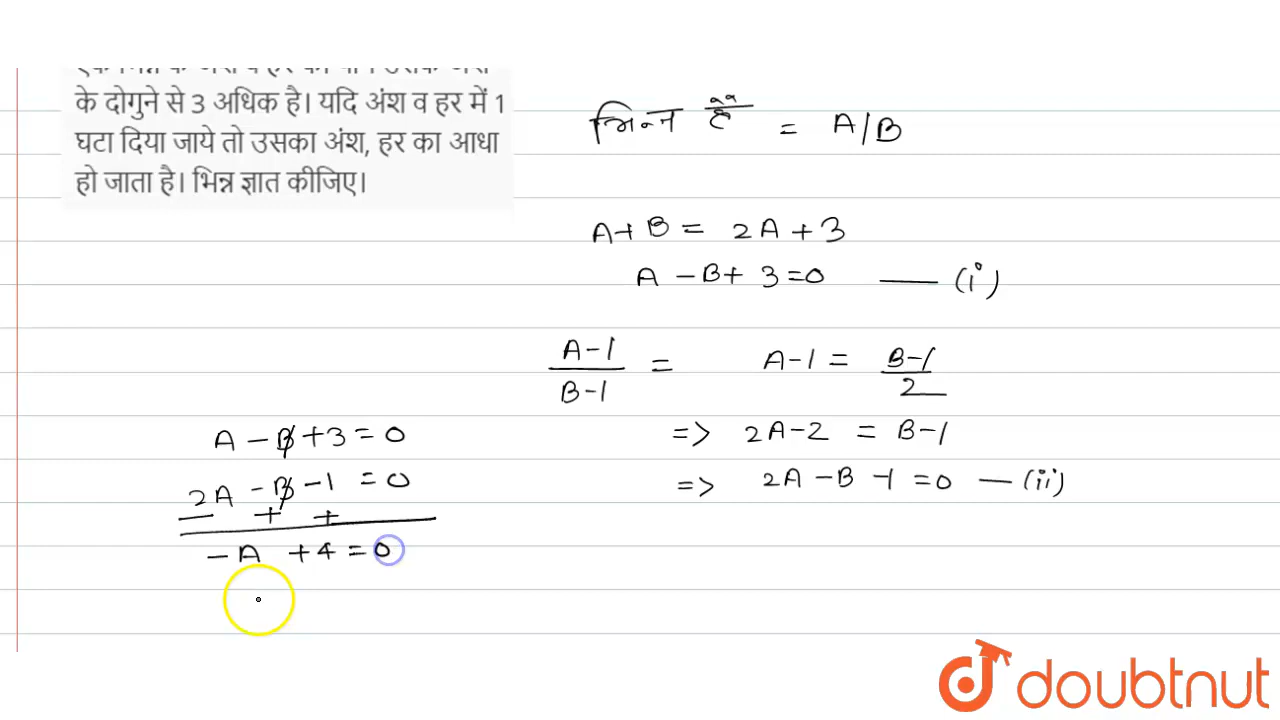 के दोगुने से 3 अधिक है। यदि अंश व हर में 1
घटा दिया जाये तो उसका अंश, हर का आधा
हो जाता है। भिन्न ज्ञात कीजिए।
भिन्न = A/B
A+B = 2A+3
A-B+3=0 — (i)
A-1/B-1 = A-1 = B-1/2
=> 2A-2 = B-1
=> 2A-B-1=0 — (ii)
A-B+3=0
2A-B-1=0
- + +
-A +4=0
doubtnut